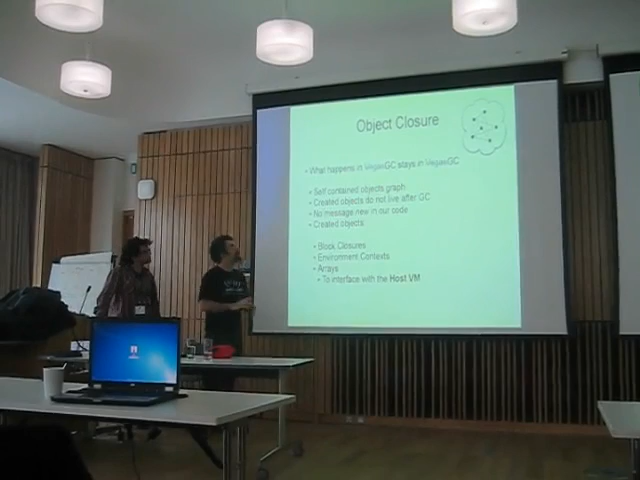 Object Closure
• What happens in VegasGC stays in VegasGC
• Self contained objects graph
• Created objects do not live after GC
• No message new in our code
• Created objects
• Block Closures
• Environment Contexts
• Arrays
• To interface with the Host VM